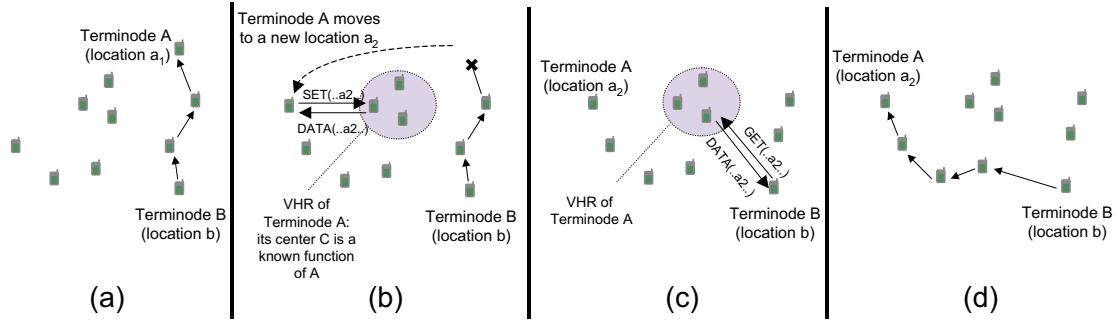 Terminode A
(location a1)
Terminode B
(location b)
(a)
Terminode A moves
to a new location a2
SET(..a2..)
DATA(..a2..)
VHR of
Terminode A:
its center C is a
known function
of A
Terminode B
(location b)
(b)
Terminode A
(location a2)
GET(..a2..)
DATA(..a2..)
VHR of
Terminode A
Terminode B
(location b)
(c)
Terminode A
(location a2)
Terminode B
(location b)
(d)